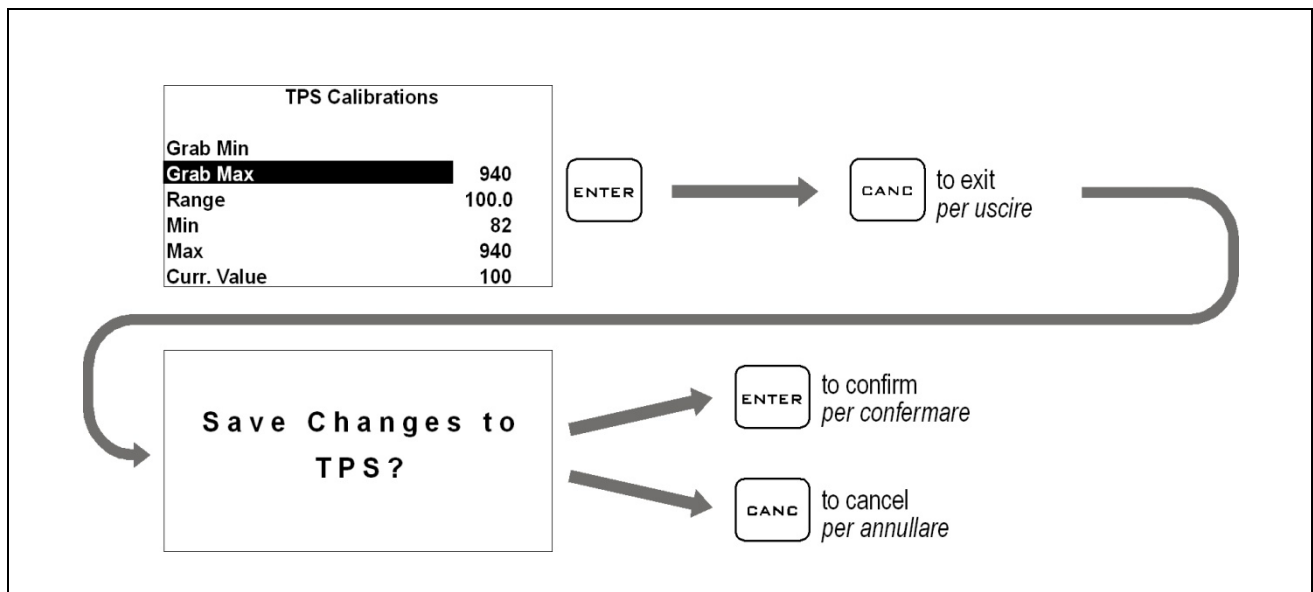 TPS Calibrations
Grab Min
Grab Max 940
Range 100.0
Min 82
Max 940
Curr. Value 100
ENTER
CANC
to exit
per uscire
Save Changes to
TPS?
ENTER
to confirm
per confermare
CANC
to cancel
per annullare